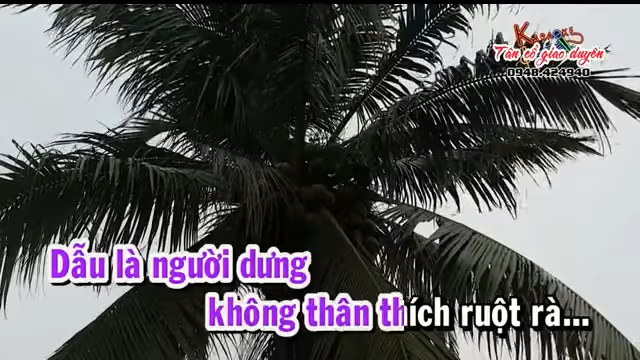 KARAOKE
Tân cổ giao duyên
0948.424940
Dẫu là người dưng
không thân thích ruột rà...